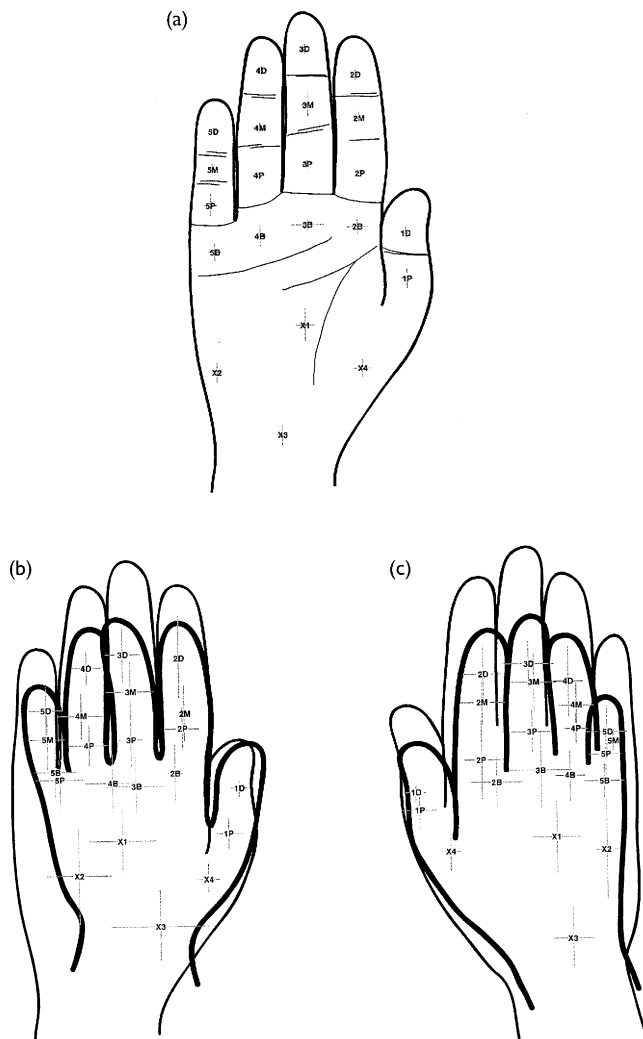 (a)
3D
4D 2D
3M
4M 2M
5D
3P
5M 4P 2P
5P
3B
4B 2B 1D
5B
1P
X1
X2 X4
X3
(b) (c)
3D 3D
4D 2D 2D 3M 4D
3M
5D 4M 2M 2M 4M
3P 2P 3P 4P 5D
5M 4P 5M
5P
5B 2B 2P
5P 4B 3B 1D 2B 3B 4B 5B
1D
1P 1P
X1 X1
X4 X2
X2 X4
X3 X3